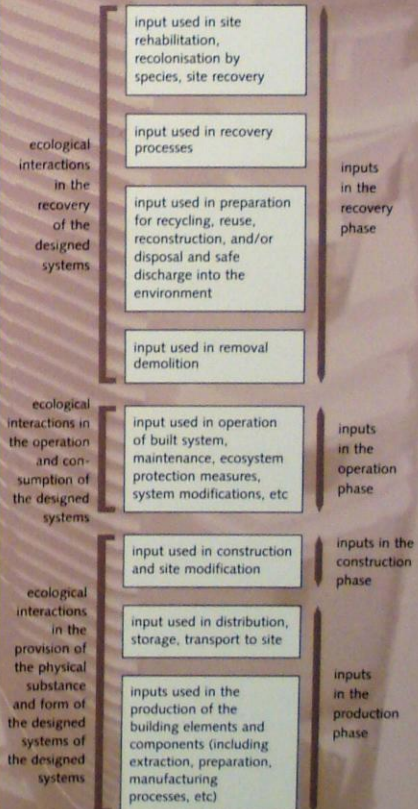 input used in site
rehabilitation,
recolonisation by
species, site recovery
input used in recovery
processes
input used in preparation
for recycling, reuse,
reconstruction, and/or
disposal and safe
discharge into the
environment
input used in removal
demolition
ecological
interactions
in the
recovery
of the
designed
systems
inputs
in the
recovery
phase
ecological
interactions in
the operation
and con-
sumption of
the designed
systems
input used in operation
of built system,
maintenance, ecosystem
protection measures,
system modifications, etc
inputs
in the
operation
phase
input used in construction
and site modification
inputs in the
construction
phase
ecological
interactions
in the
provision of
the physical
substance
and form of
the designed
systems of
the designed
systems
input used in distribution,
storage, transport to site
inputs used in the
production of the
building elements and
components (including
extraction, preparation,
manufacturing
processes, etc)
inputs
in the
production
phase